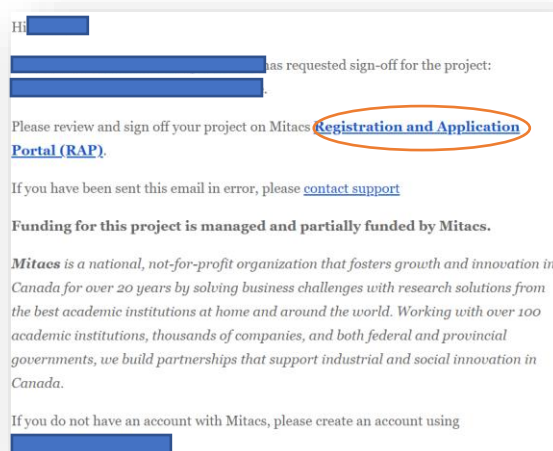 Hi
has requested sign-off for the project:
.
Please review and sign off your project on Mitacs Registration and Application
Portal (RAP).
If you have been sent this email in error, please contact support
Funding for this project is managed and partially funded by Mitacs.
Mitacs is a national, not-for-profit organization that fosters growth and innovation in
Canada for over 20 years by solving business challenges with research solutions from
the best academic institutions at home and around the world. Working with over 100
academic institutions, thousands of companies, and both federal and provincial
governments, we build partnerships that support industrial and social innovation in
Canada.
If you do not have an account with Mitacs, please create an account using